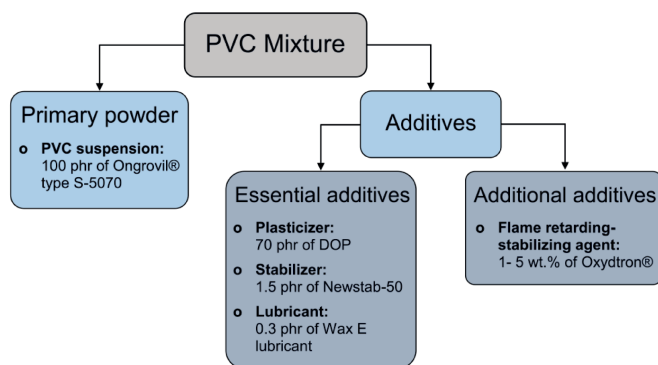 PVC Mixture
Primary powder
o PVC suspension:
100 phr of Ongrovil®
type S-5070
Additives
Essential additives
o Plasticizer:
70 phr of DOP
o Stabilizer:
1.5 phr of Newstab-50
o Lubricant:
0.3 phr of Wax E
lubricant
Additional additives
o Flame retarding-
stabilizing agent:
1- 5 wt.% of Oxydtron®